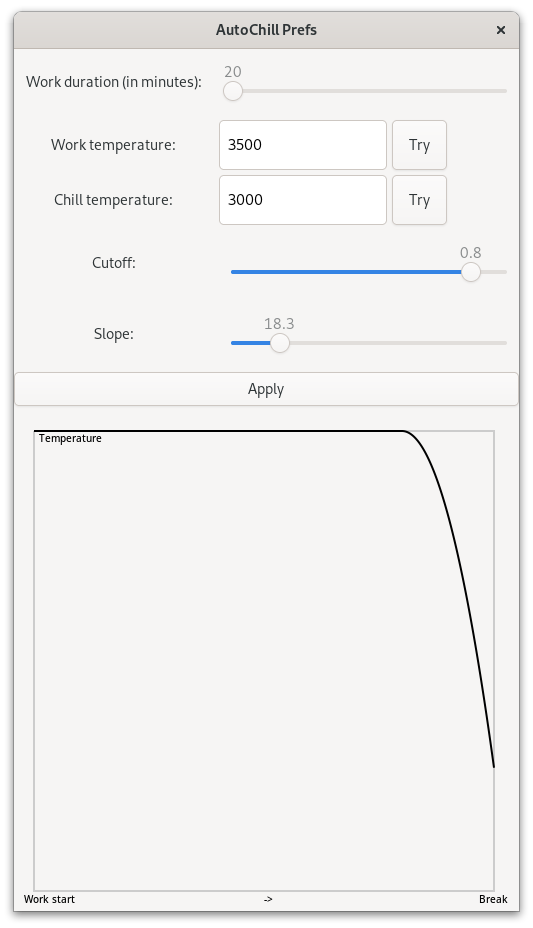 AutoChill Prefs ×
Work duration (in minutes): 20
Work temperature: 3500 Try
Chill temperature: 3000 Try
Cutoff: 0.8
Slope: 18.3
Apply
Temperature
Work start -> Break